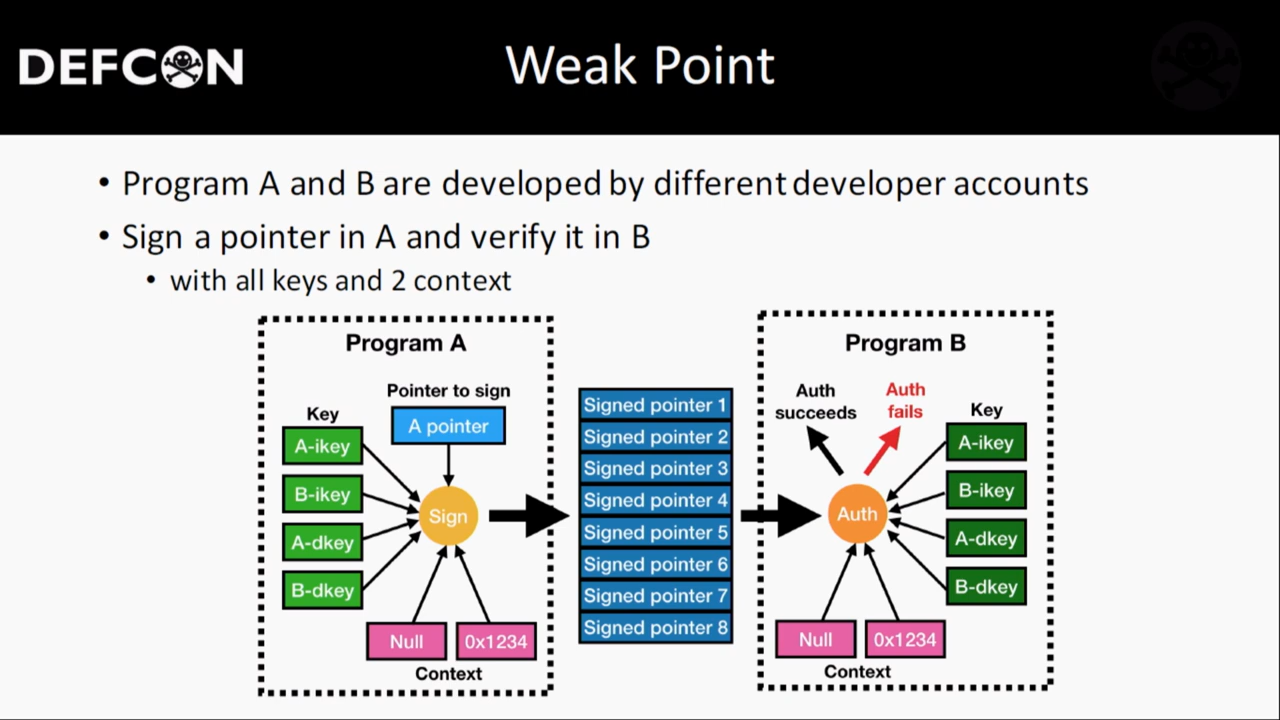 DEFCON
Weak Point
• Program A and B are developed by different developer accounts
• Sign a pointer in A and verify it in B
• with all keys and 2 context
Program A
Pointer to sign
Key
A pointer
A-ikey
B-ikey
A-dkey
B-dkey
Sign
Null
0x1234
Context
Signed pointer 1
Signed pointer 2
Signed pointer 3
Signed pointer 4
Signed pointer 5
Signed pointer 6
Signed pointer 7
Signed pointer 8
Program B
Auth
succeeds
Auth
fails
Key
A-ikey
B-ikey
A-dkey
B-dkey
Auth
Null
0x1234
Context